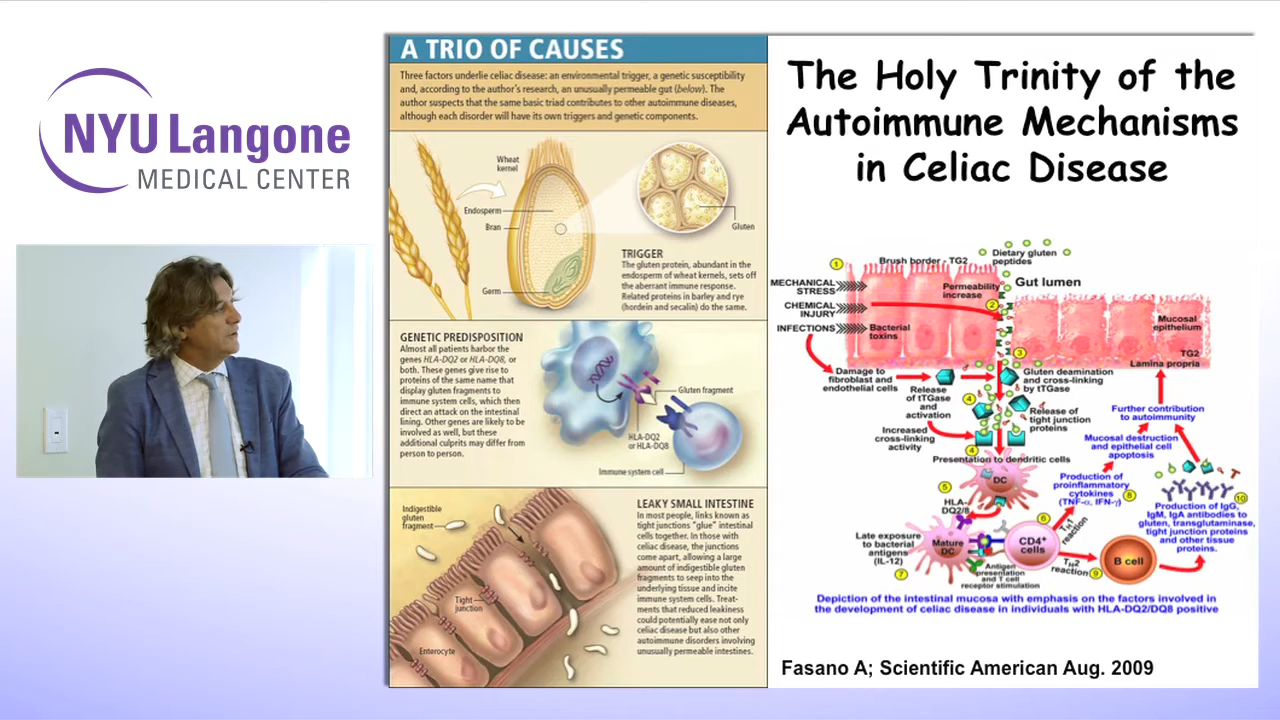 NYU Langone
MEDICAL CENTER
A TRIO OF CAUSES
Three factors underlie celiac disease: an environmental trigger, a genetic susceptibility
and, according to the author's research, an unusually permeable gut (below). The
author suspects that the same basic triad contributes to other autoimmune diseases,
although each disorder will have its own triggers and genetic components.
Wheat
kernel
Endosperm
Bran
Germ
Gluten
TRIGGER
The gluten protein, abundant in the
endosperm of wheat kernels, sets off
the aberrant immune response.
Related proteins in barley and rye
(hordein and secalin) do the same.
GENETIC PREDISPOSITION
Almost all patients harbor the
genes HLA-DQ2 or HLA-DQ8, or
both. These genes give rise to
proteins of the same name that
display gluten fragments to
immune system cells, which then
direct an attack on the intestinal
lining. Other genes are likely to be
involved as well, but these
additional culprits may differ from
person to person.
Gluten fragment
HLA-DQ2
or HLA-DQ8
Immune system cell
Indigestible
gluten
fragment
Tight
junction
Enterocyte
LEAKY SMALL INTESTINE
In most people, links known as
tight junctions "glue" intestinal
cells together. In those with
celiac disease, the junctions
come apart, allowing a large
amount of indigestible gluten
fragments to seep into the
underlying tissue and incite
immune system cells. Treat-
ments that reduced leakiness
could potentially ease not only
celiac disease but also other
autoimmune disorders involving
unusually permeable intestines.
The Holy Trinity of the
Autoimmune Mechanisms
in Celiac Disease
1
Brush border - TG2
Dietary gluten
peptides
MECHANICAL
STRESS
Permeability
increase
Gut lumen
CHEMICAL
INJURY
2
INFECTIONS
Bacterial
toxins
Mucosal
epithelium
3
TG2
Lamina propria
Damage to
fibroblast and
endothelial cells
Release
of tTGase
and
activation
Gluten deamination
and cross-linking
by tTGase
4
Release of
tight junction
proteins
Increased
cross-linking
activity
4
Presentation to dendritic cells
Further contribution
to autoimmunity
Mucosal destruction
and epithelial cell
apoptosis
DC
5
HLA-
DQ2/8
Production of
proinflammatory
cytokines
(TNF-α, IFN-γ)
8
10
Production of IgG,
IgM, IgA antibodies to
gluten, transglutaminase,
tight junction proteins
and other tissue
proteins.
6
TH1
reaction
Late exposure
to bacterial
antigens
(IL-12)
7
Mature
DC
CD4+
cells
Antigen
presentation
and T cell
receptor stimulation
TH2
reaction
9
B cell
Depiction of the intestinal mucosa with emphasis on the factors involved in
the development of celiac disease in individuals with HLA-DQ2/DQ8 positive
Fasano A; Scientific American Aug. 2009